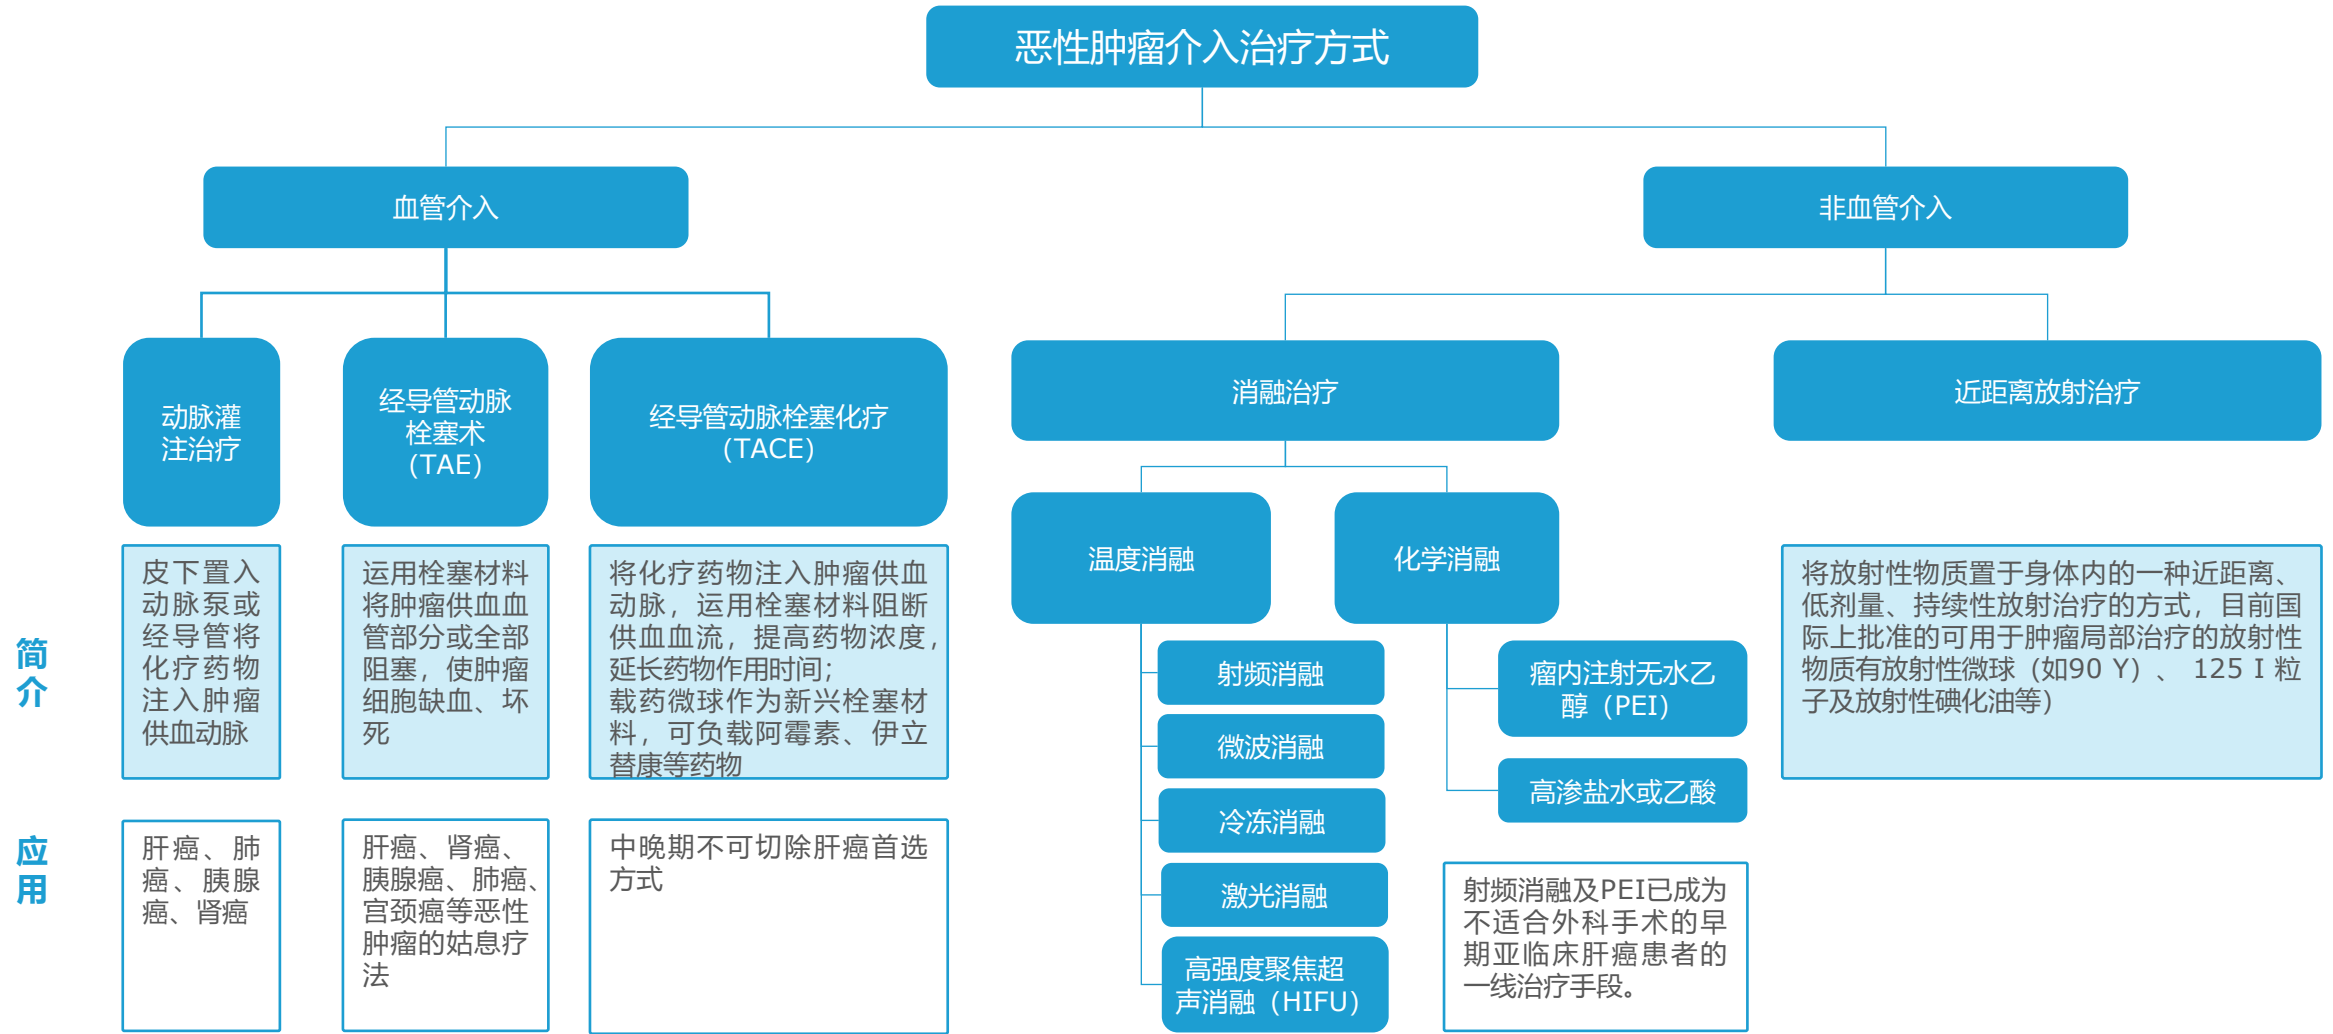 恶性肿瘤介入治疗方式
血管介入
非血管介入
动脉灌
注治疗
经导管动脉
栓塞术
（TAE）
经导管动脉栓塞化疗
（TACE）
消融治疗
近距离放射治疗
温度消融
化学消融
简
介
皮下置入
动脉泵或
经导管将
化疗药物
注入肿瘤
供血动脉
运用栓塞材料
将肿瘤供血血
管部分或全部
阻塞，使肿瘤
细胞缺血、坏
死
将化疗药物注入肿瘤供血
动脉，运用栓塞材料阻断
供血血流，提高药物浓度，
延长药物作用时间；
载药微球作为新兴栓塞材
料，可负载阿霉素、伊立
替康等药物
射频消融
微波消融
冷冻消融
激光消融
高强度聚焦超
声消融（HIFU）
瘤内注射无水乙
醇（PEI）
高渗盐水或乙酸
将放射性物质置于身体内的一种近距离、
低剂量、持续性放射治疗的方式，目前国
际上批准的可用于肿瘤局部治疗的放射性
物质有放射性微球（如90 Y）、 125 I 粒
子及放射性碘化油等）
应
用
肝癌、肺
癌、胰腺
癌、肾癌
肝癌、肾癌、
胰腺癌、肺癌、
宫颈癌等恶性
肿瘤的姑息疗
法
中晚期不可切除肝癌首选
方式
射频消融及PEI已成为
不适合外科手术的早
期亚临床肝癌患者的
一线治疗手段。